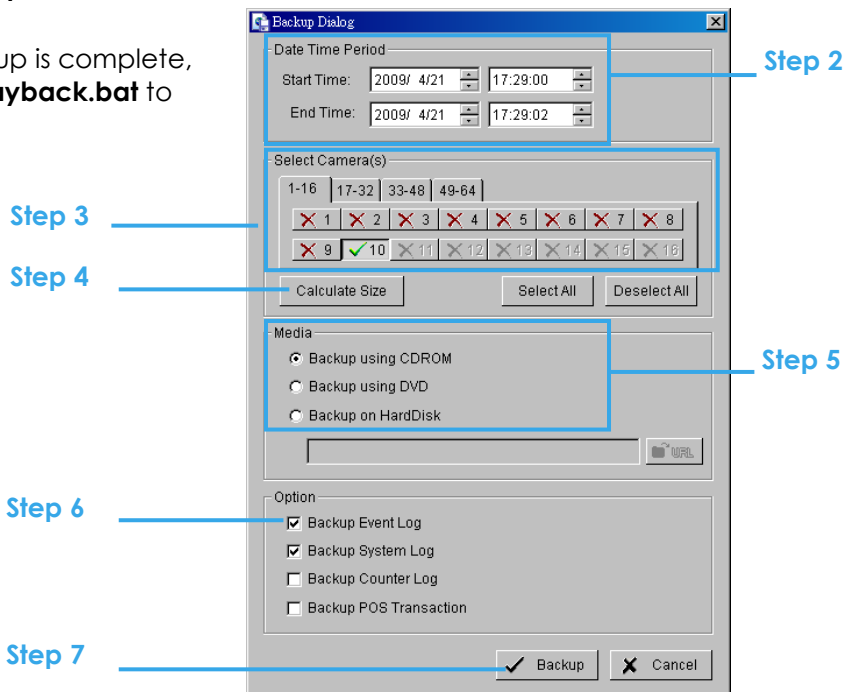 up is complete,
ayback.bat to
Backup Dialog
Date Time Period
Start Time: 2009/ 4/21 17:29:00
End Time: 2009/ 4/21 17:29:02
Step 2
Select Camera(s)
1-16 17-32 33-48 49-64
1 2 3 4 5 6 7 8
9 10 11 12 13 14 15 16
Step 3
Calculate Size Select All Deselect All
Step 4
Media
Backup using CDROM
Backup using DVD
Backup on HardDisk
Step 5
URL
Option
Backup Event Log
Backup System Log
Backup Counter Log
Backup POS Transaction
Step 6
Backup Cancel
Step 7